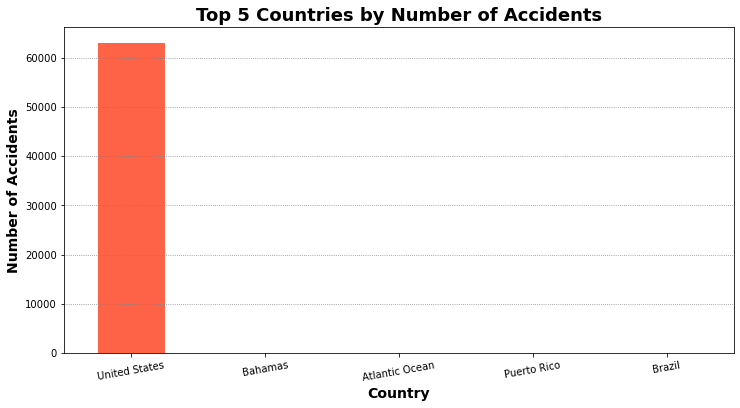 Top 5 Countries by Number of Accidents
Number of Accidents
60000
50000
40000
30000
20000
10000
0
United States
Bahamas
Atlantic Ocean
Puerto Rico
Brazil
Country